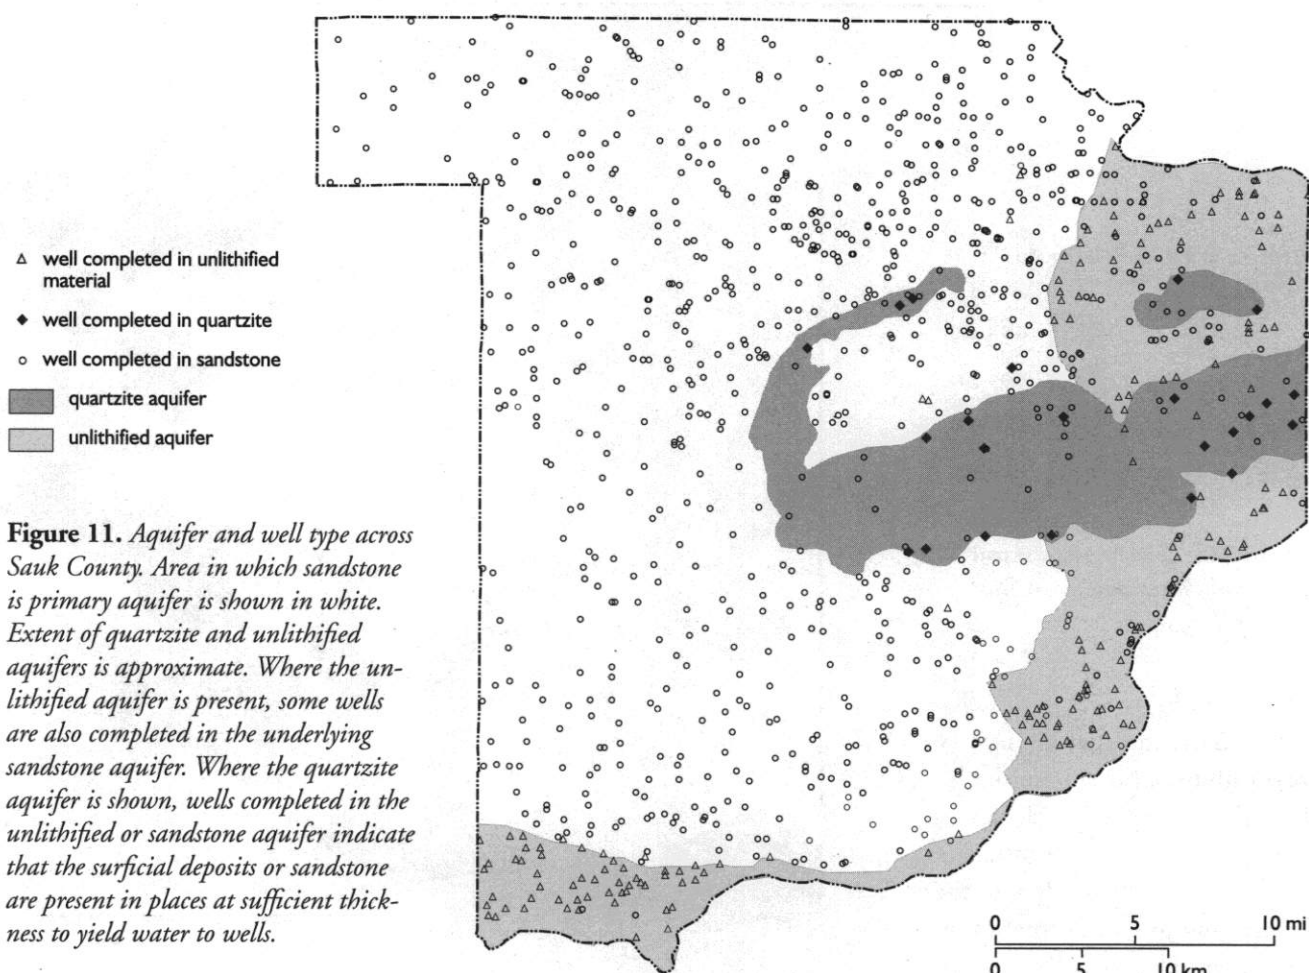 well completed in unlithified
material
well completed in quartzite
well completed in sandstone
quartzite aquifer
unlithified aquifer
Figure 11. Aquifer and well type across
Sauk County. Area in which sandstone
is primary aquifer is shown in white.
Extent of quartzite and unlithified
aquifers is approximate. Where the un-
lithified aquifer is present, some wells
are also completed in the underlying
sandstone aquifer. Where the quartzite
aquifer is shown, wells completed in the
unlithified or sandstone aquifer indicate
that the surficial deposits or sandstone
are present in places at sufficient thick-
ness to yield water to wells.
0 5 10 mi
0 5 10 km